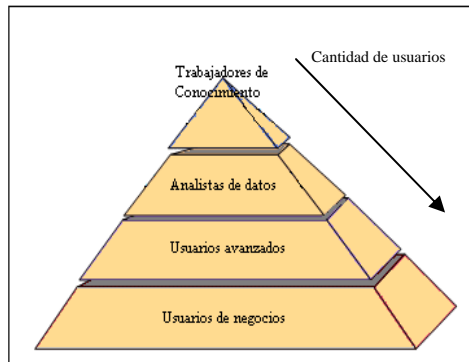 Cantidad de usuarios
Trabajadores de
Conocimiento
Analistas de datos
Usuarios avanzados
Usuarios de negocios